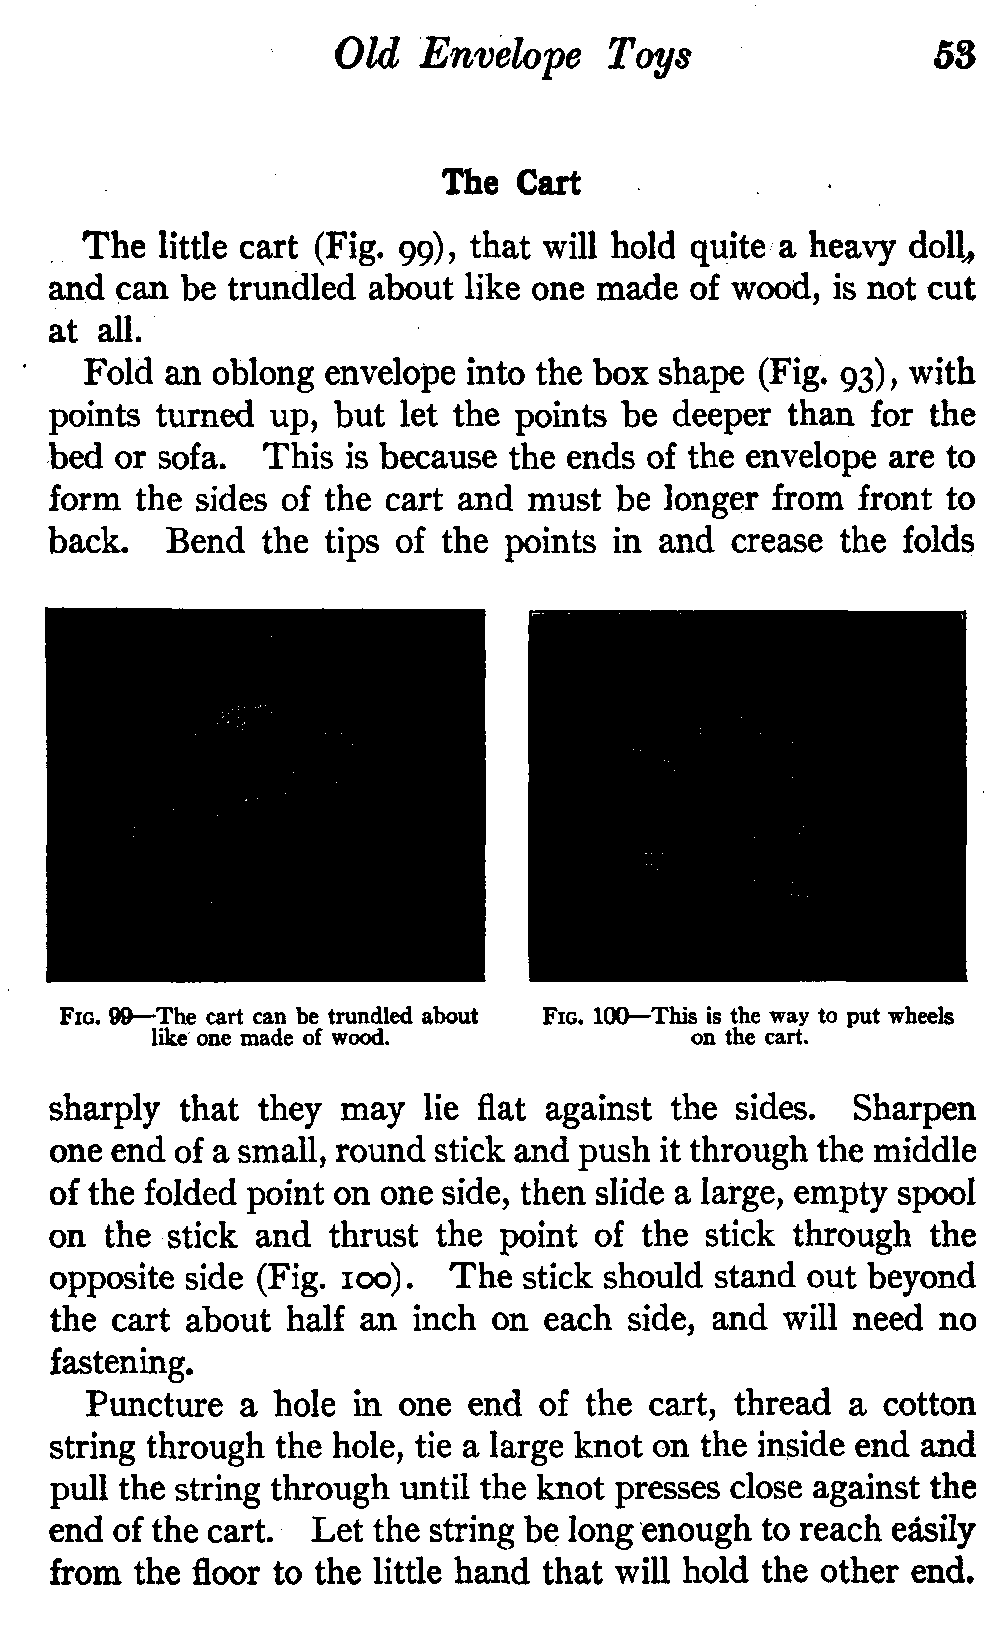 Old Envelope Toys 53
The Cart
The little cart (Fig. 99), that will hold quite a heavy doll,
and can be trundled about like one made of wood, is not cut
at all.
Fold an oblong envelope into the box shape (Fig. 93), with
points turned up, but let the points be deeper than for the
bed or sofa. This is because the ends of the envelope are to
form the sides of the cart and must be longer from front to
back. Bend the tips of the points in and crease the folds
FIG. 99—The cart can be trundled about
like one made of wood.
FIG. 100—This is the way to put wheels
on the cart.
sharply that they may lie flat against the sides. Sharpen
one end of a small, round stick and push it through the middle
of the folded point on one side, then slide a large, empty spool
on the stick and thrust the point of the stick through the
opposite side (Fig. 100). The stick should stand out beyond
the cart about half an inch on each side, and will need no
fastening.
Puncture a hole in one end of the cart, thread a cotton
string through the hole, tie a large knot on the inside end and
pull the string through until the knot presses close against the
end of the cart. Let the string be long enough to reach easily
from the floor to the little hand that will hold the other end.